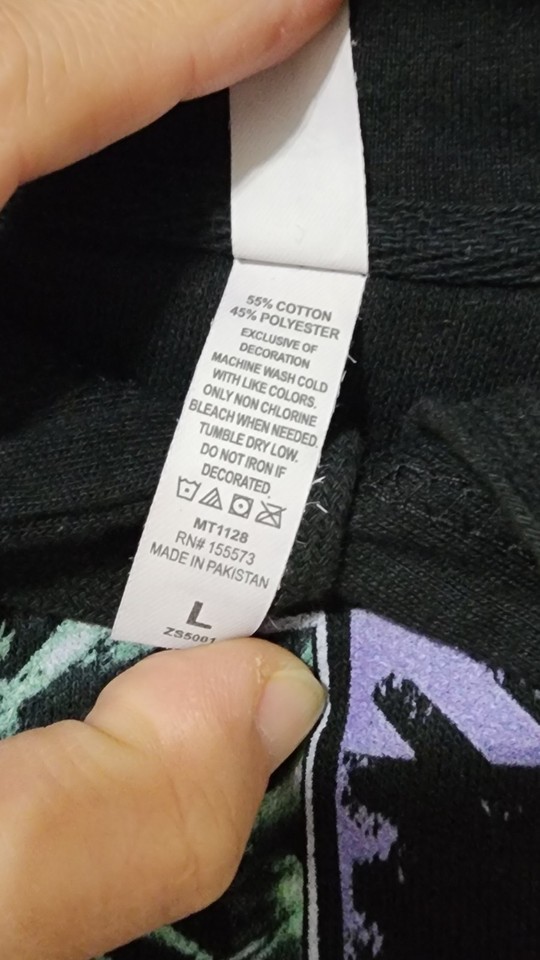 55% COTTON
45% POLYESTER
EXCLUSIVE OF
DECORATION
MACHINE WASH COLD
WITH LIKE COLORS.
ONLY NON CHLORINE
BLEACH WHEN NEEDED.
TUMBLE DRY LOW.
DO NOT IRON IF
DECORATED
MT1128
RN# 155573
MADE IN PAKISTAN
L
ZS5001